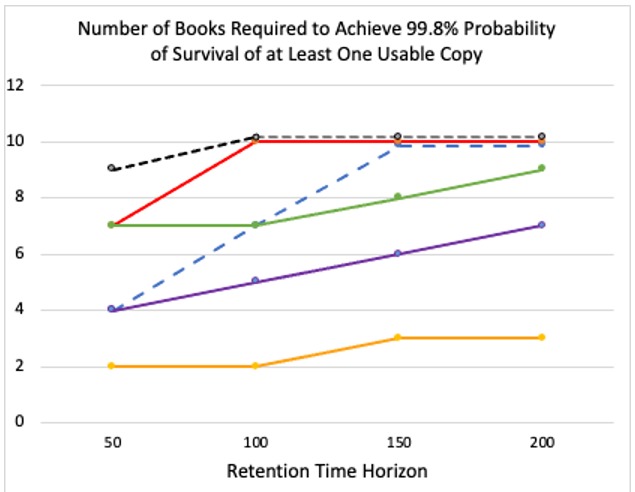 Number of Books Required to Achieve 99.8% Probability
of Survival of at Least One Usable Copy
12
10
8
6
4
2
0
50 100 150 200
Retention Time Horizon